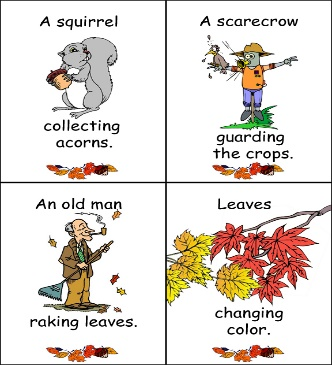 A squirrel
collecting
acorns.
A scarecrow
guarding
the crops.
An old man
raking leaves.
Leaves
changing
color.